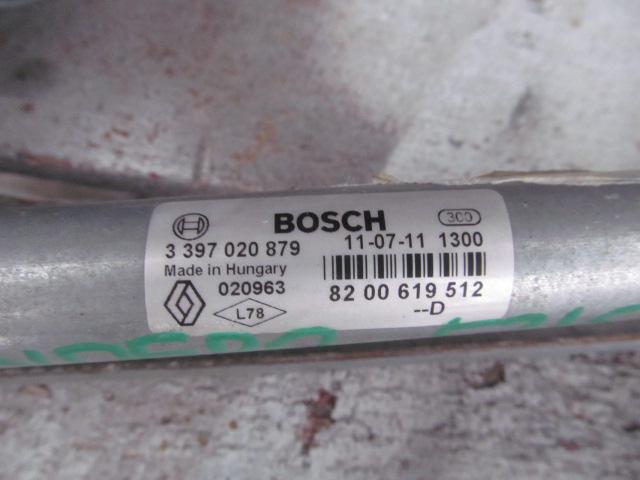 BOSCH 300
3 397 020 879 11-07-11 1300
Made in Hungary
020963 82 00 619 512
L78 --D